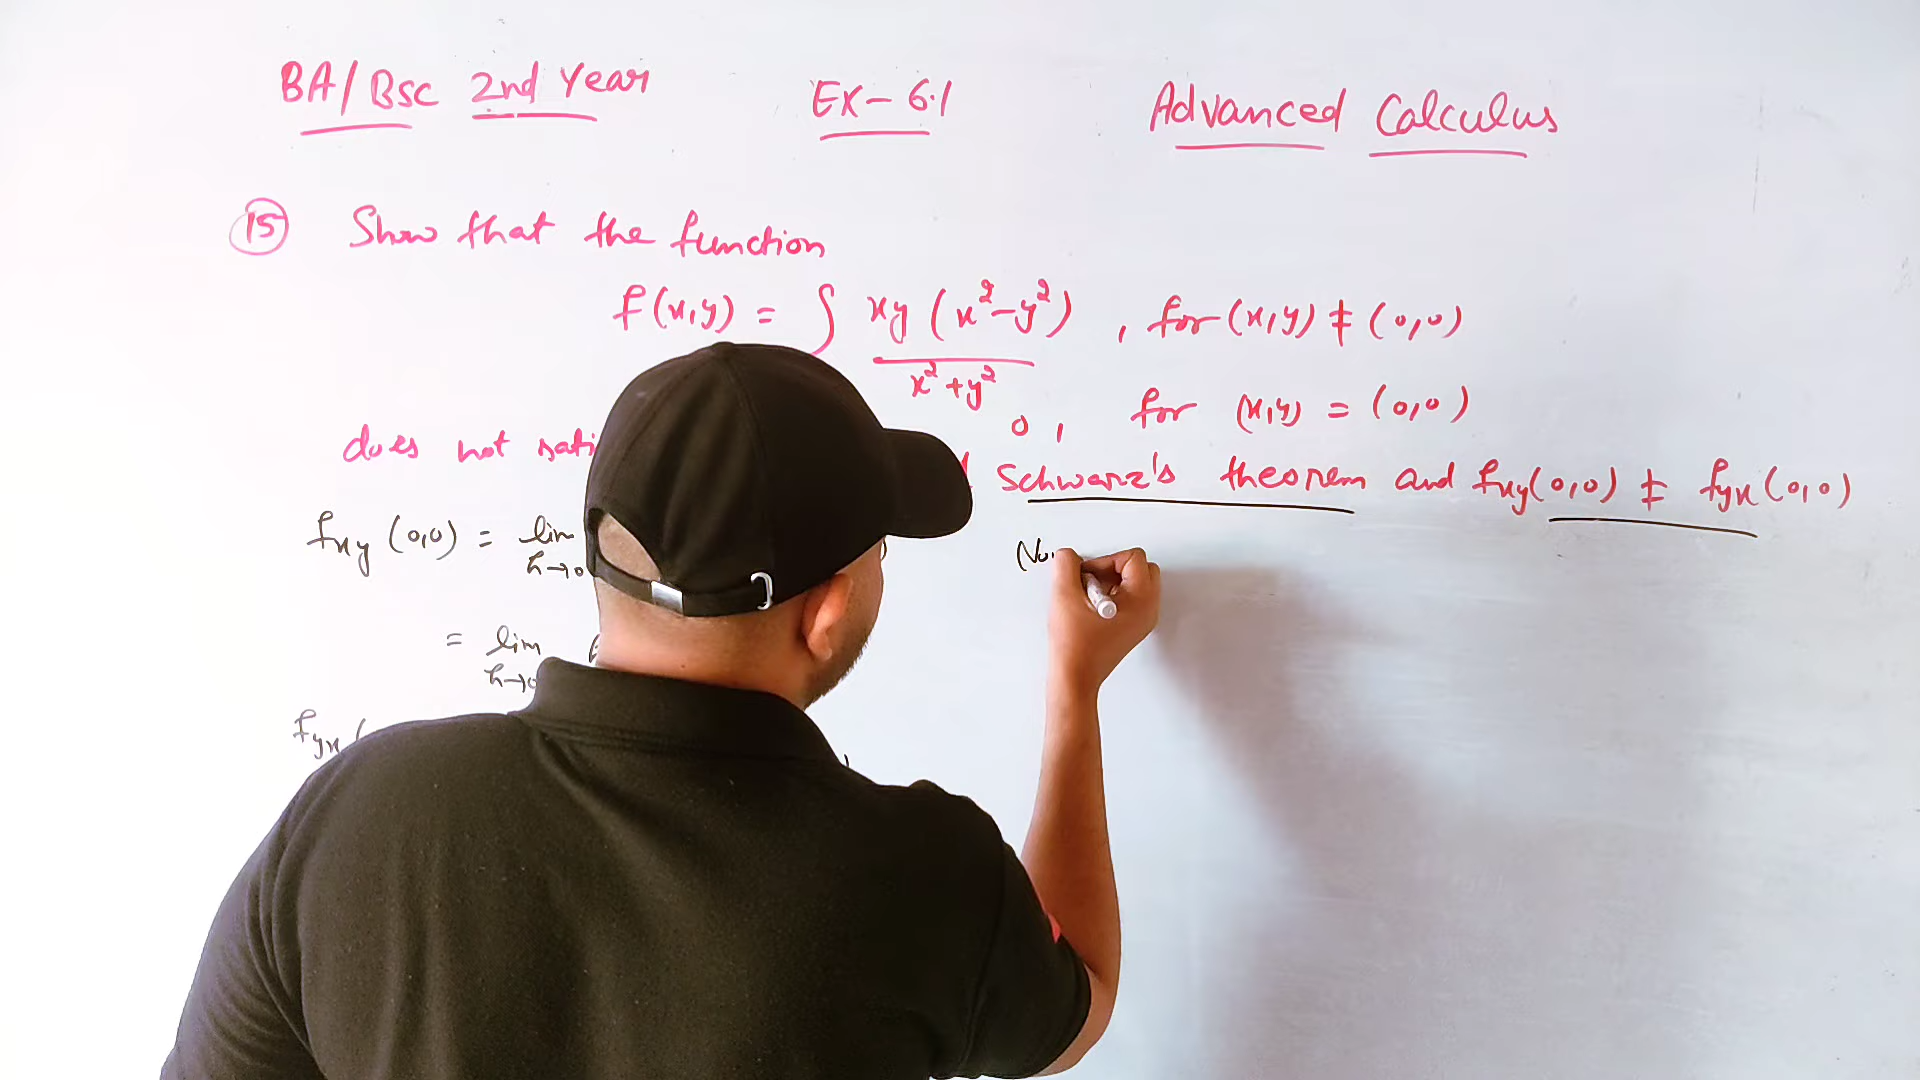 BA/BSC 2nd Year EX-6.1 Advanced Calculus
(15) Show that the function
f(x,y) = { xy(x²-y²) / x²+y² , for (x,y) ≠ (0,0)
0, for (x,y) = (0,0)
does not Schwarz's theorem and fxy(0,0) ≠ fyx(0,0)
fxy(0,0) = lim h→0
= lim h→0
fyx(